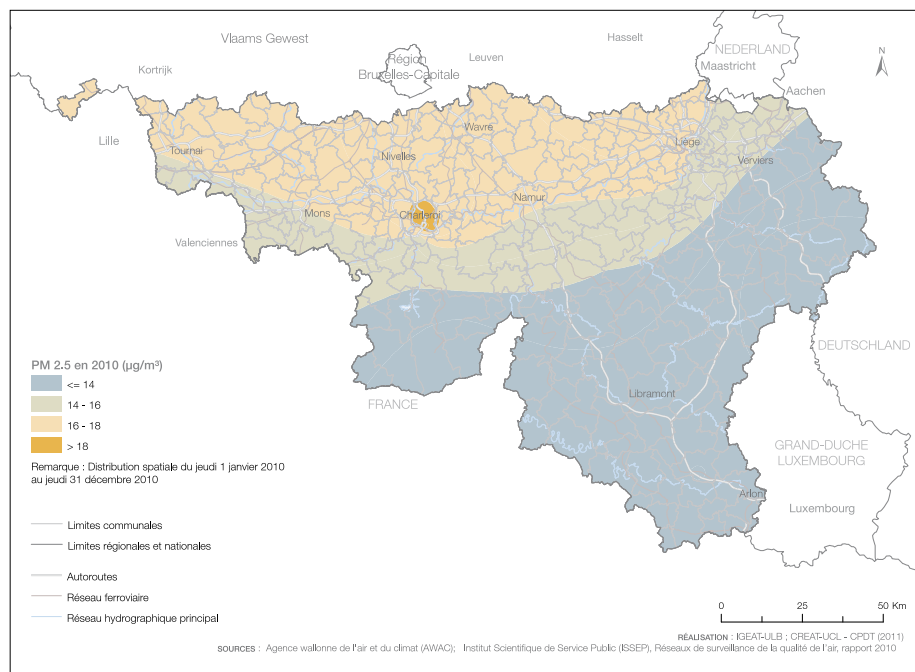 Vlaams Gewest
Hasselt
NEDERLAND
Maastricht
Kortrijk
Région
Bruxelles-Capitale
Leuven
Aachen
Lille
Tournai
Wavre
Nivelles
Liège
Verviers
Mons
Charleroi
Namur
Valenciennes
N
DEUTSCHLAND
FRANCE
Libramont
GRAND-DUCHE
LUXEMBOURG
Arlon
Luxembourg
PM 2.5 en 2010 (µg/m³)
<= 14
14 - 16
16 - 18
> 18
Remarque : Distribution spatiale du jeudi 1 janvier 2010
au jeudi 31 décembre 2010
Limites communales
Limites régionales et nationales
Autoroutes
Réseau ferroviaire
Réseau hydrographique principal
0 25 50 Km
RÉALISATION : IGEAT-ULB ; CREAT-UCL - CPDT (2011)
SOURCES : Agence wallonne de l'air et du climat (AWAC); Institut Scientifique de Service Public (ISSEP), Réseaux de surveillance de la qualité de l'air, rapport 2010